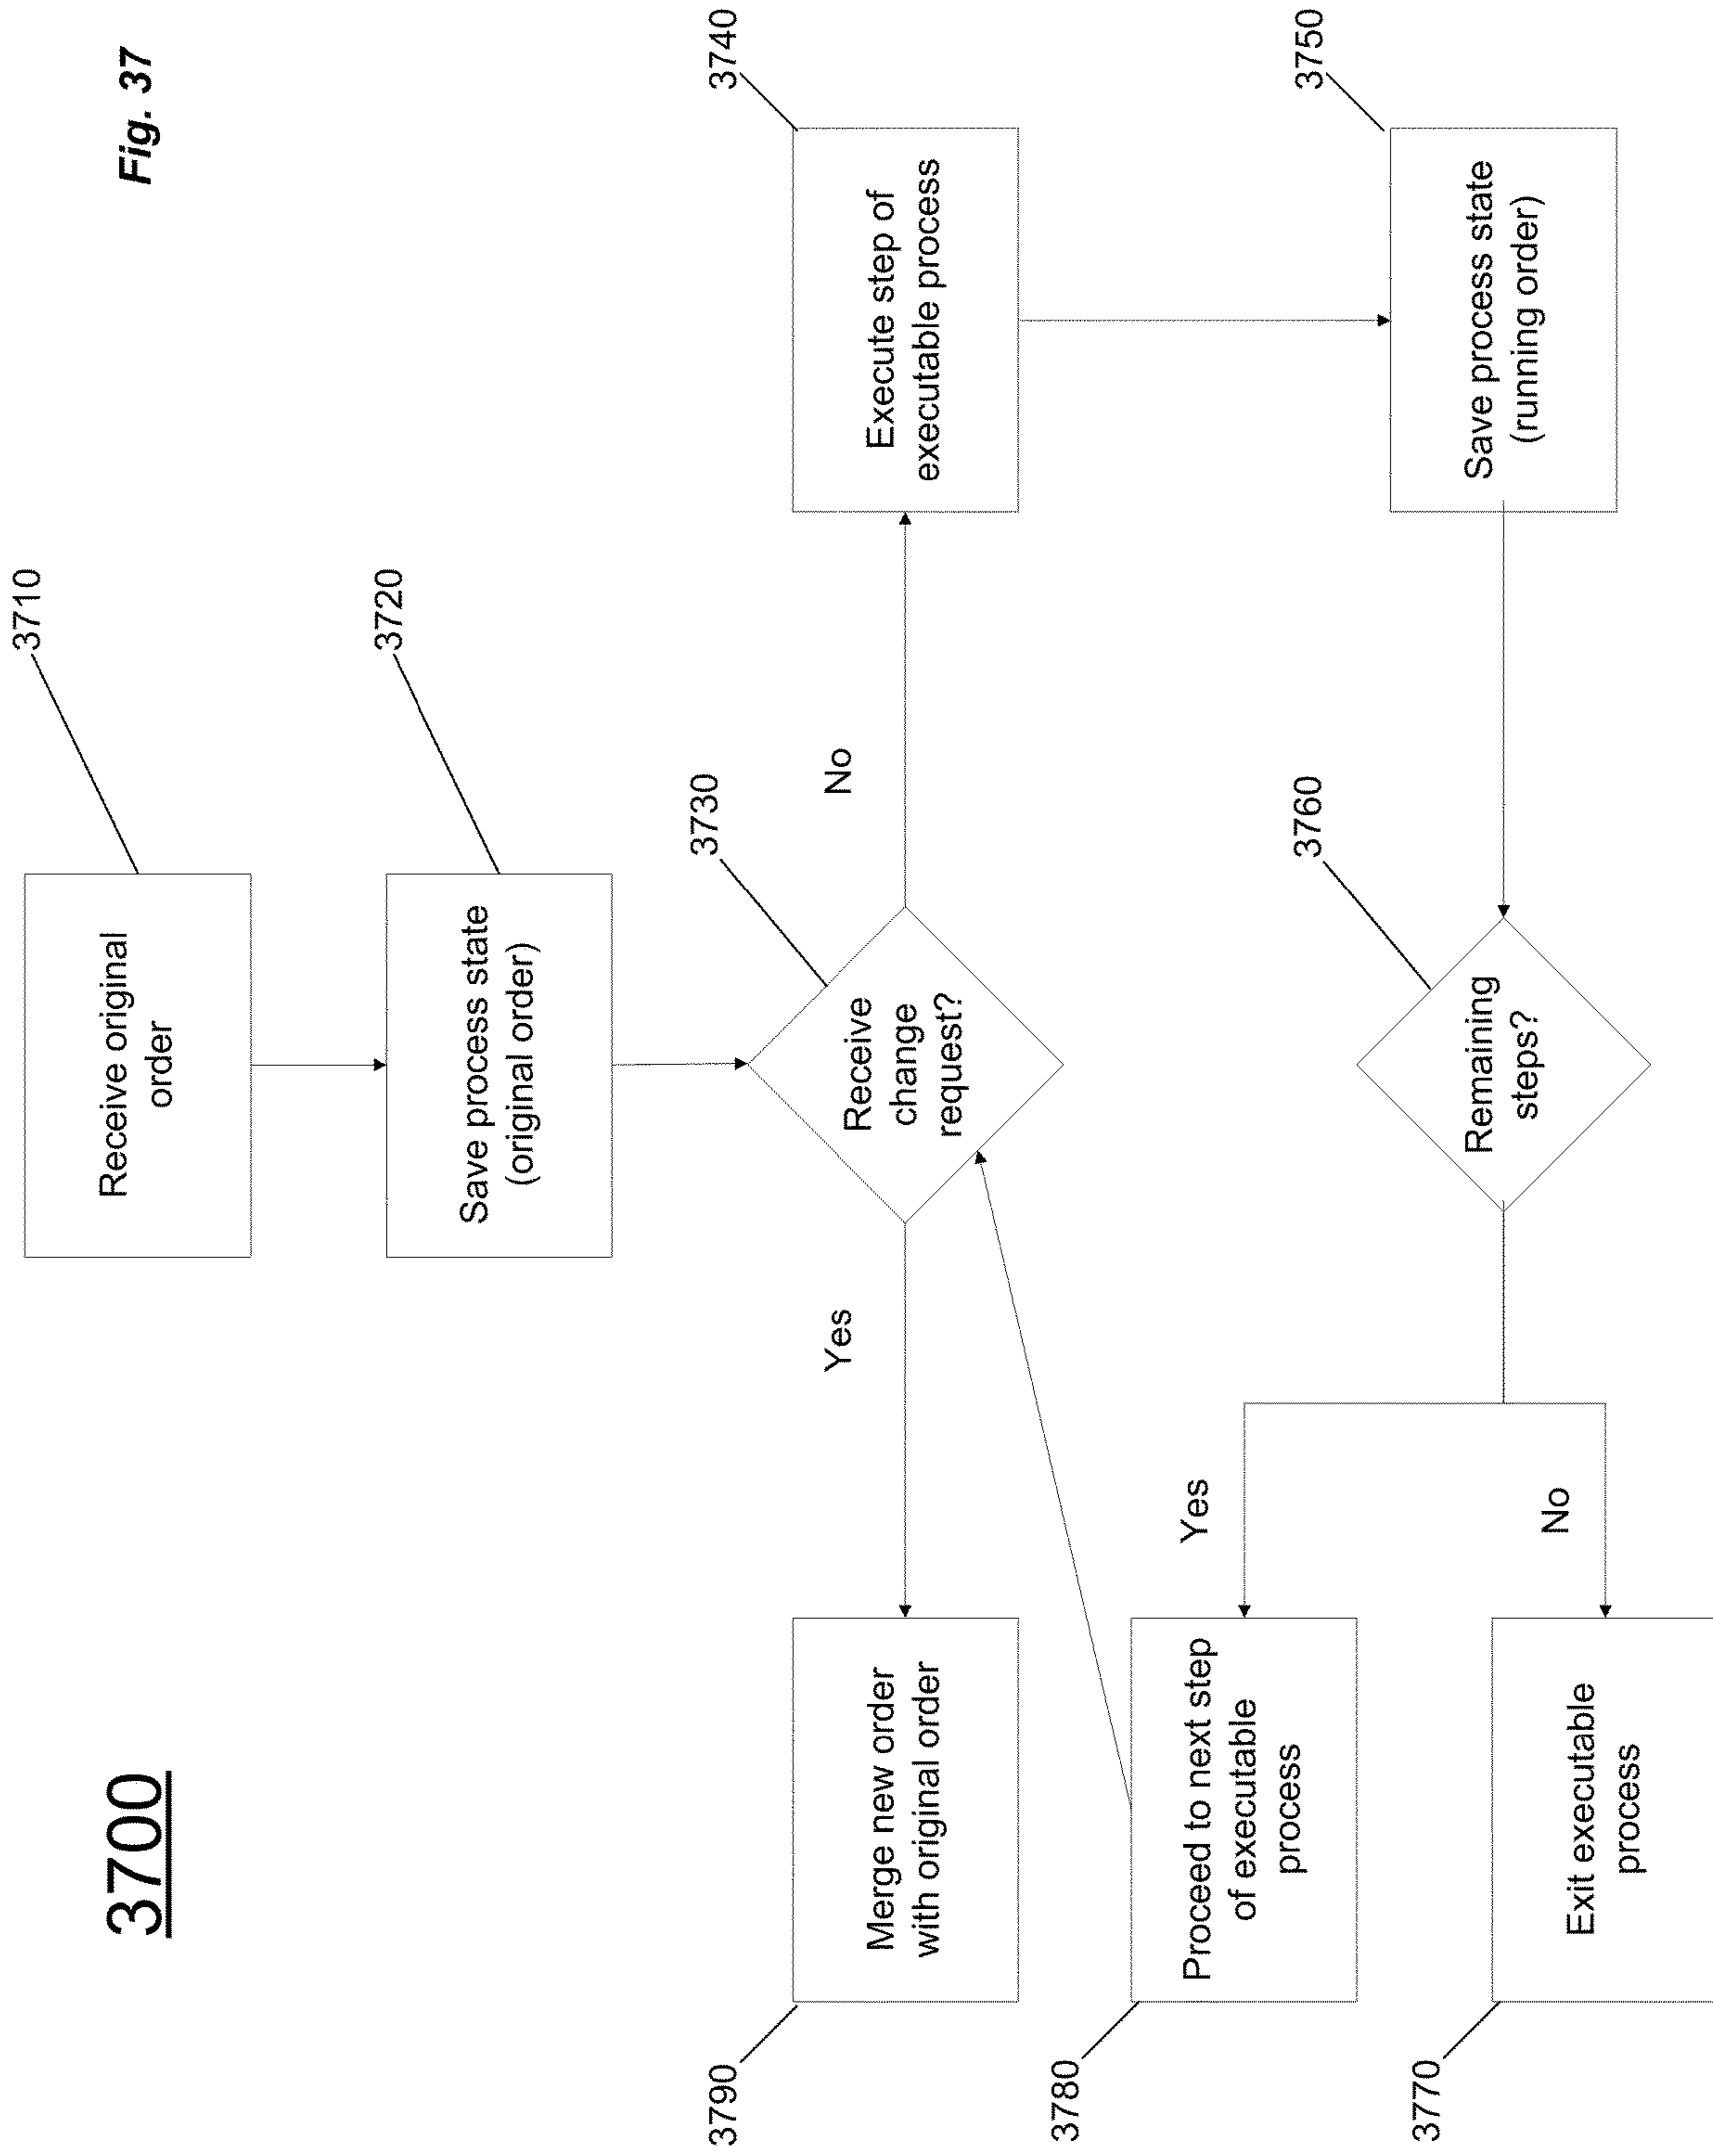 3700
Fig. 37
Receive original
order
3710
Save process state
(original order)
3720
Receive
change
request?
3730
Yes
No
Merge new order
with original order
3790
Execute step of
executable process
3740
Proceed to next step
of executable
process
3780
Yes
No
Remaining
steps?
3760
Save process state
(running order)
3750
Exit executable
process
3770